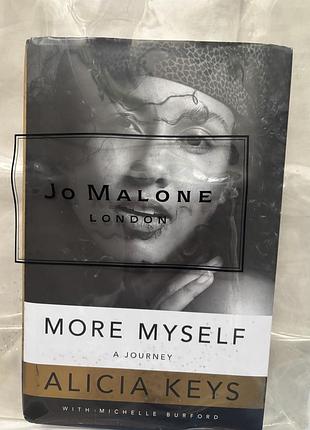 JO MALONE
LONDON
MORE MYSELF
A JOURNEY
ALICIA KEYS
WITH MICHELLE BURFORD